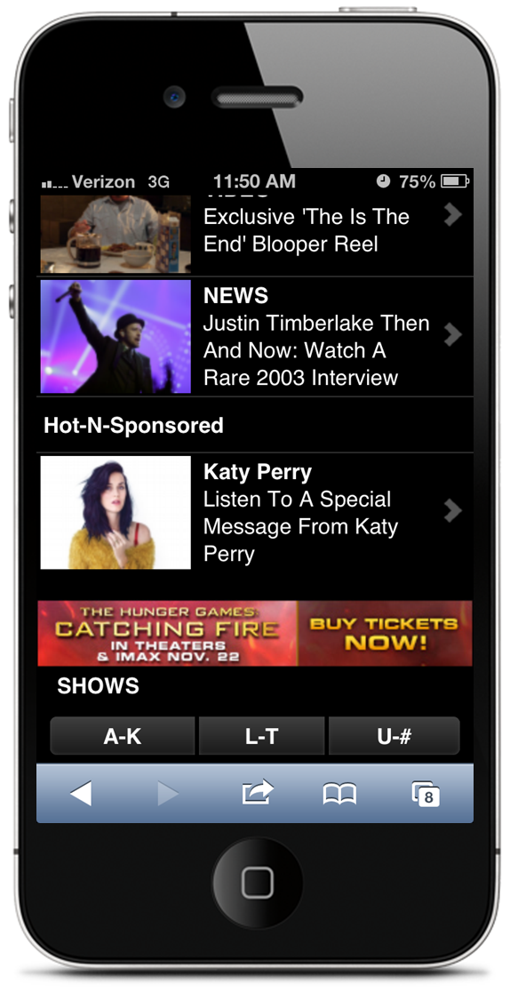 Verizon 3G 11:50 AM 75%
VIDEO
Exclusive 'The Is The
End' Blooper Reel
NEWS
Justin Timberlake Then
And Now: Watch A
Rare 2003 Interview
Hot-N-Sponsored
Katy Perry
Listen To A Special
Message From Katy
Perry
THE HUNGER GAMES:
CATCHING FIRE
IN THEATERS
& IMAX NOV. 22
BUY TICKETS
NOW!
SHOWS
A-K L-T U-#
8